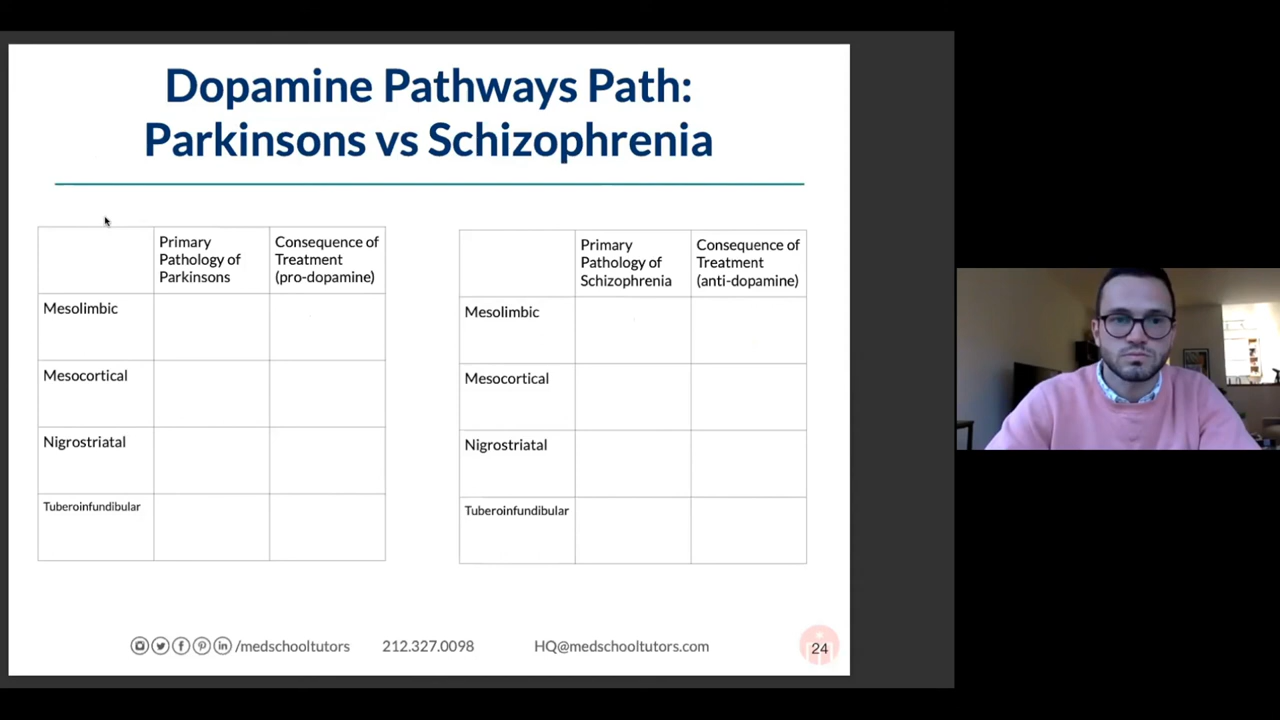 Dopamine Pathways Path:
Parkinsons vs Schizophrenia
Primary
Pathology of
Parkinsons
Consequence of
Treatment
(pro-dopamine)
Mesolimbic
Mesocortical
Nigrostriatal
Tuberoinfundibular
Primary
Pathology of
Schizophrenia
Consequence of
Treatment
(anti-dopamine)
Mesolimbic
Mesocortical
Nigrostriatal
Tuberoinfundibular
/medschooltutors 212.327.0098 HQ@medschooltutors.com 24